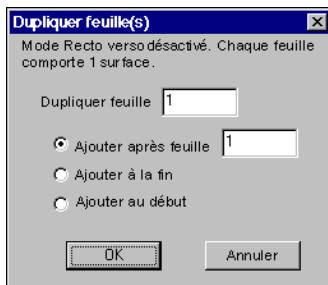 Dupliquer feuille(s)
Mode Recto verso désactivé. Chaque feuille
comporte 1 surface.
Dupliquer feuille 1
Ajouter après feuille 1
Ajouter à la fin
Ajouter au début
OK Annuler